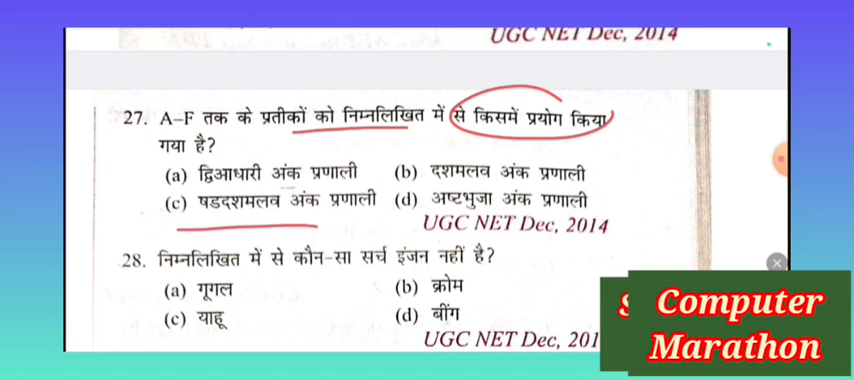 UGC NET Dec, 2014
27. A–F तक के प्रतीकों को निम्नलिखित में से किसमें प्रयोग किया
गया है?
(a) द्विआधारी अंक प्रणाली (b) दशमलव अंक प्रणाली
(c) षडदशमलव अंक प्रणाली (d) अष्टभुजा अंक प्रणाली
UGC NET Dec, 2014
28. निम्नलिखित में से कौन-सा सर्च इंजन नहीं है?
(a) गूगल (b) क्रोम
(c) याहू (d) बींग
UGC NET Dec, 201
Computer
Marathon